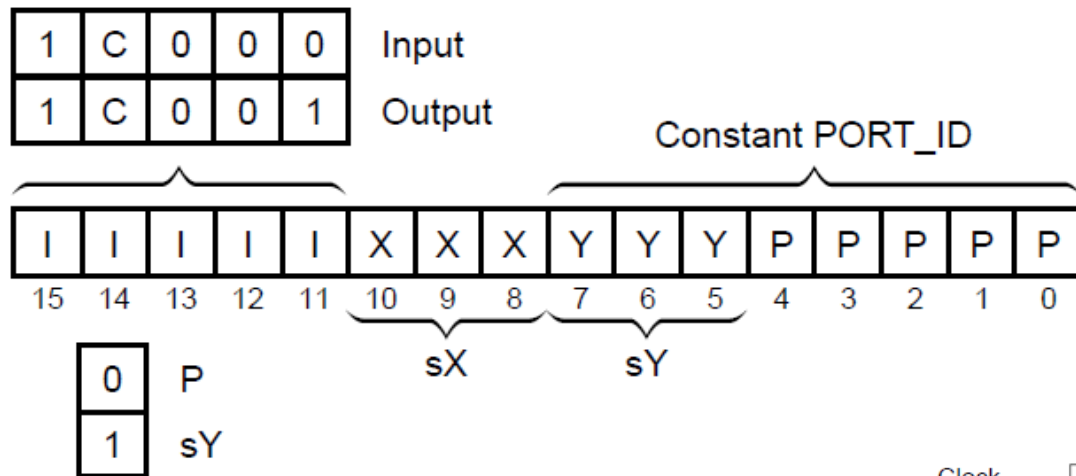 1 C 0 0 0 Input
1 C 0 0 1 Output
Constant PORT_ID
I I I I I X X X Y Y Y P P P P P
15 14 13 12 11 10 9 8 7 6 5 4 3 2 1 0
sX sY
0 P
1 sY